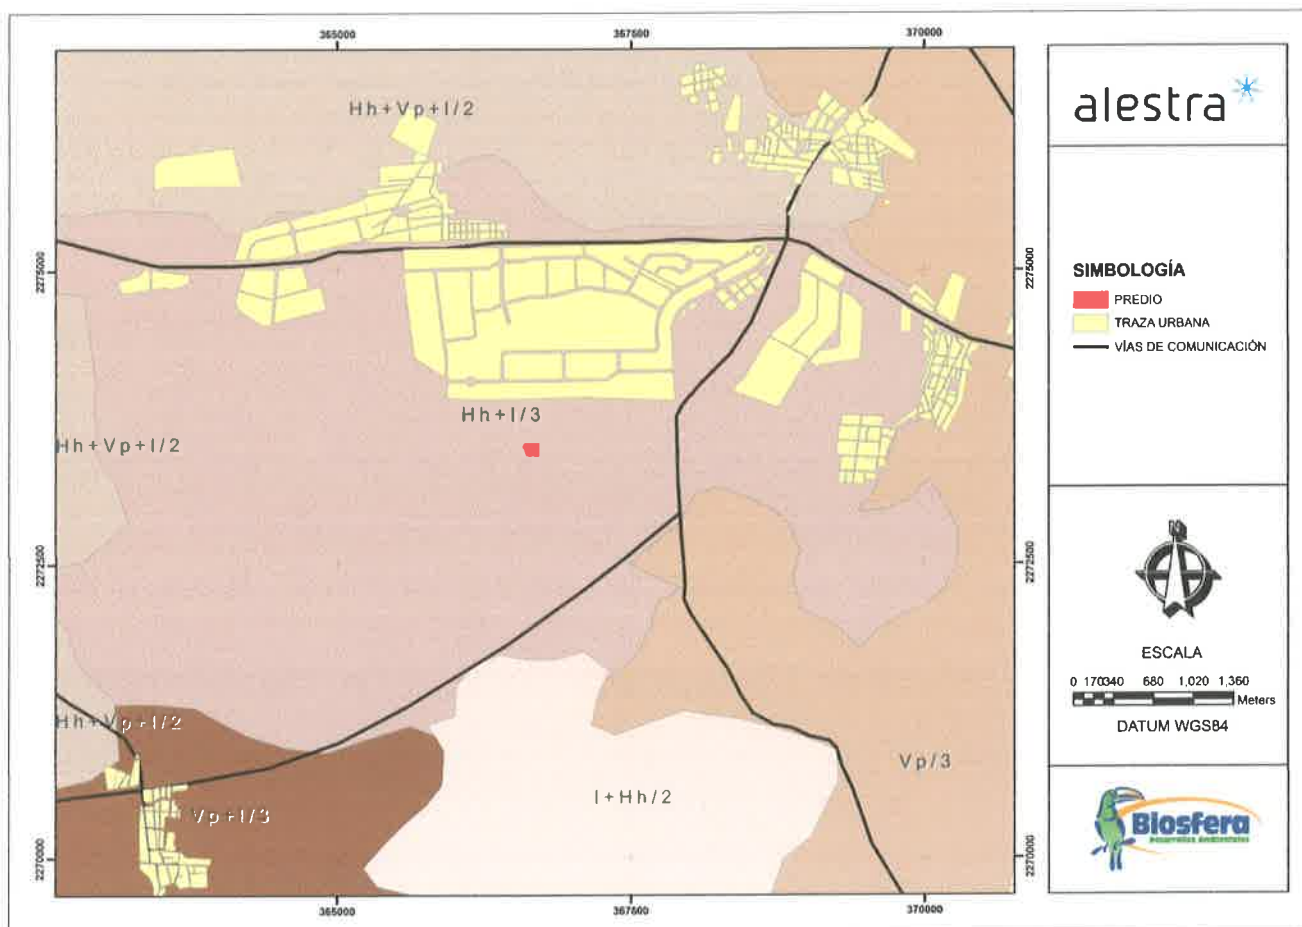 365000
367500
370000
Hh+Vp+I/2
alestra
2275000
2275000
SIMBOLOGÍA
PREDIO
TRAZA URBANA
VÍAS DE COMUNICACIÓN
Hh+I/3
Hh+Vp+I/2
N
2272500
2272500
ESCALA
0 170340 680 1,020 1,360
Meters
DATUM WGS84
Hh+Vp+I/2
Vp/3
I+Hh/2
Vp+I/3
Biosfera
Desarrollos Ambientales
2270000
2270000
365000
367500
370000